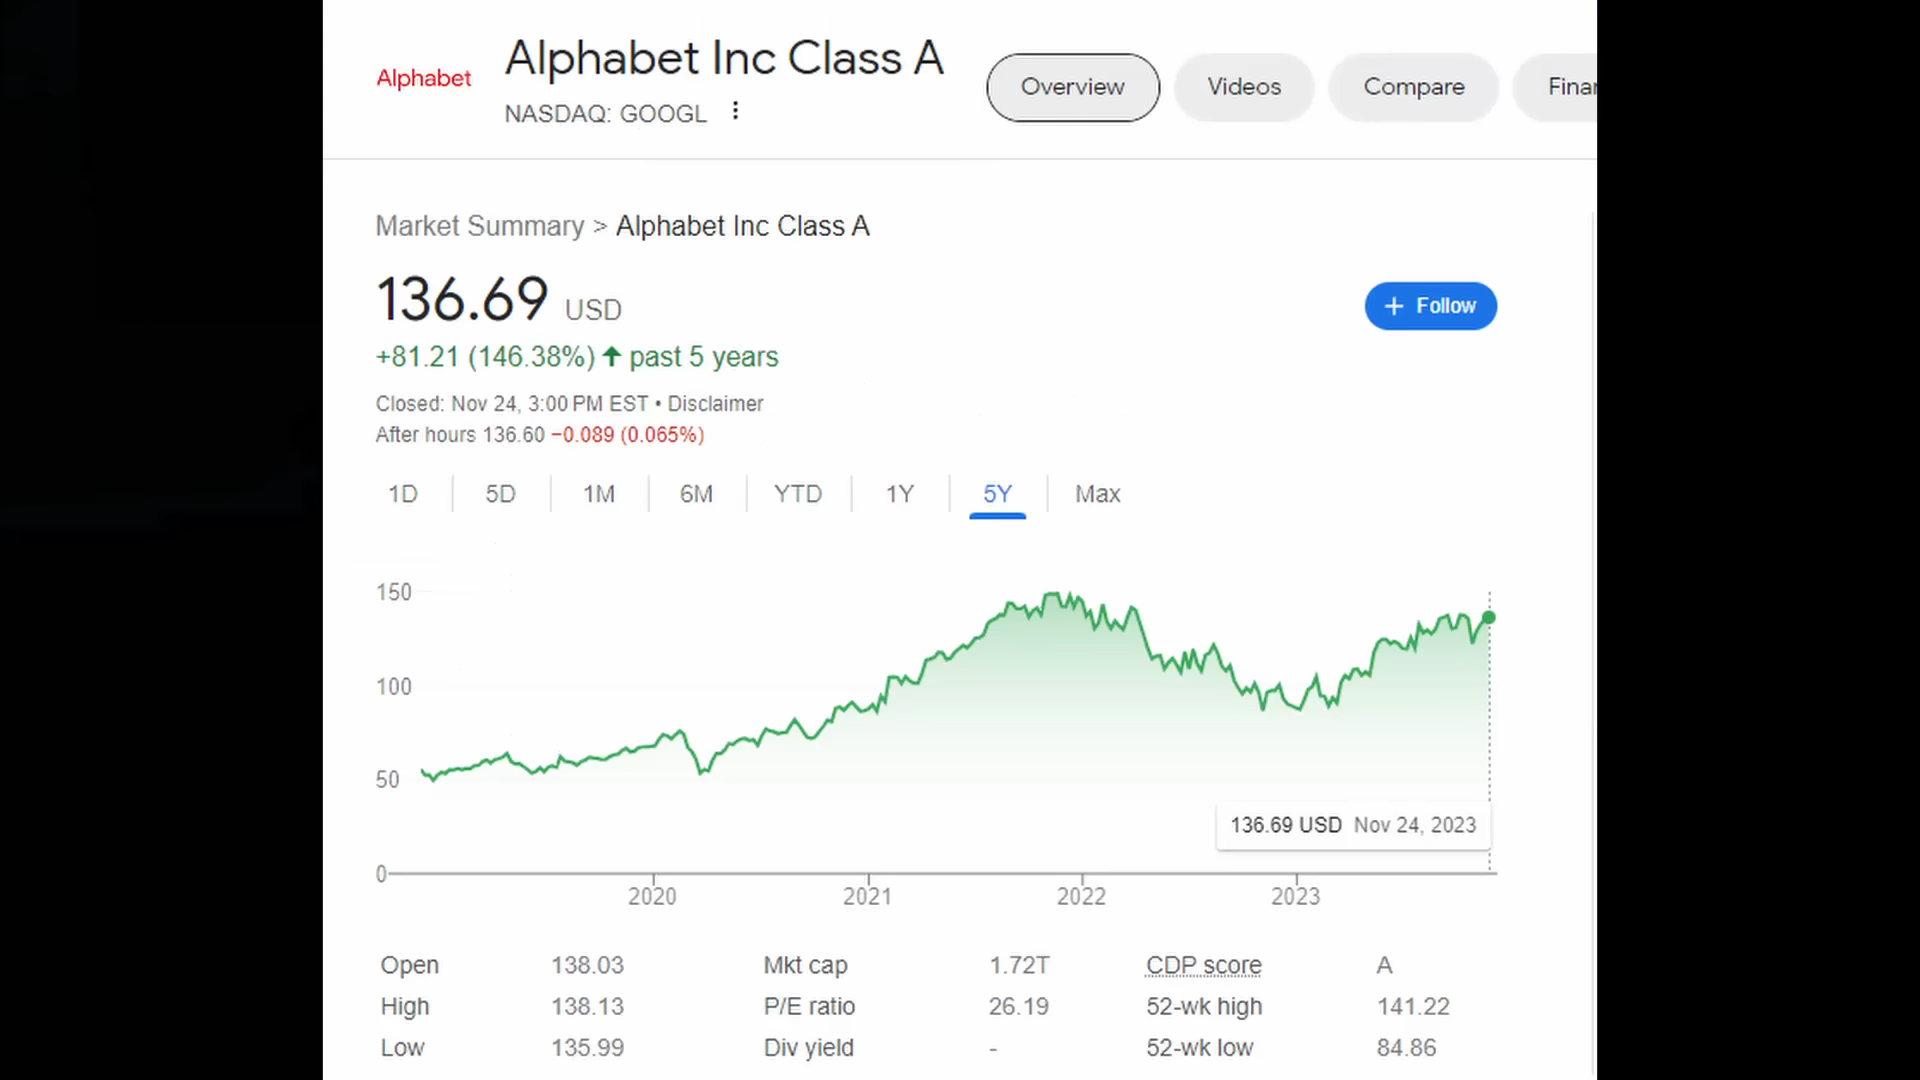 Alphabet
Alphabet Inc Class A
NASDAQ: GOOGL
Overview
Videos
Compare
Finan
Market Summary > Alphabet Inc Class A
136.69 USD
+ Follow
+81.21 (146.38%) ↑ past 5 years
Closed: Nov 24, 3:00 PM EST • Disclaimer
After hours 136.60 −0.089 (0.065%)
1D 5D 1M 6M YTD 1Y 5Y Max
150
100
50
136.69 USD Nov 24, 2023
0
2020 2021 2022 2023
Open 138.03 Mkt cap 1.72T CDP score A
High 138.13 P/E ratio 26.19 52-wk high 141.22
Low 135.99 Div yield - 52-wk low 84.86